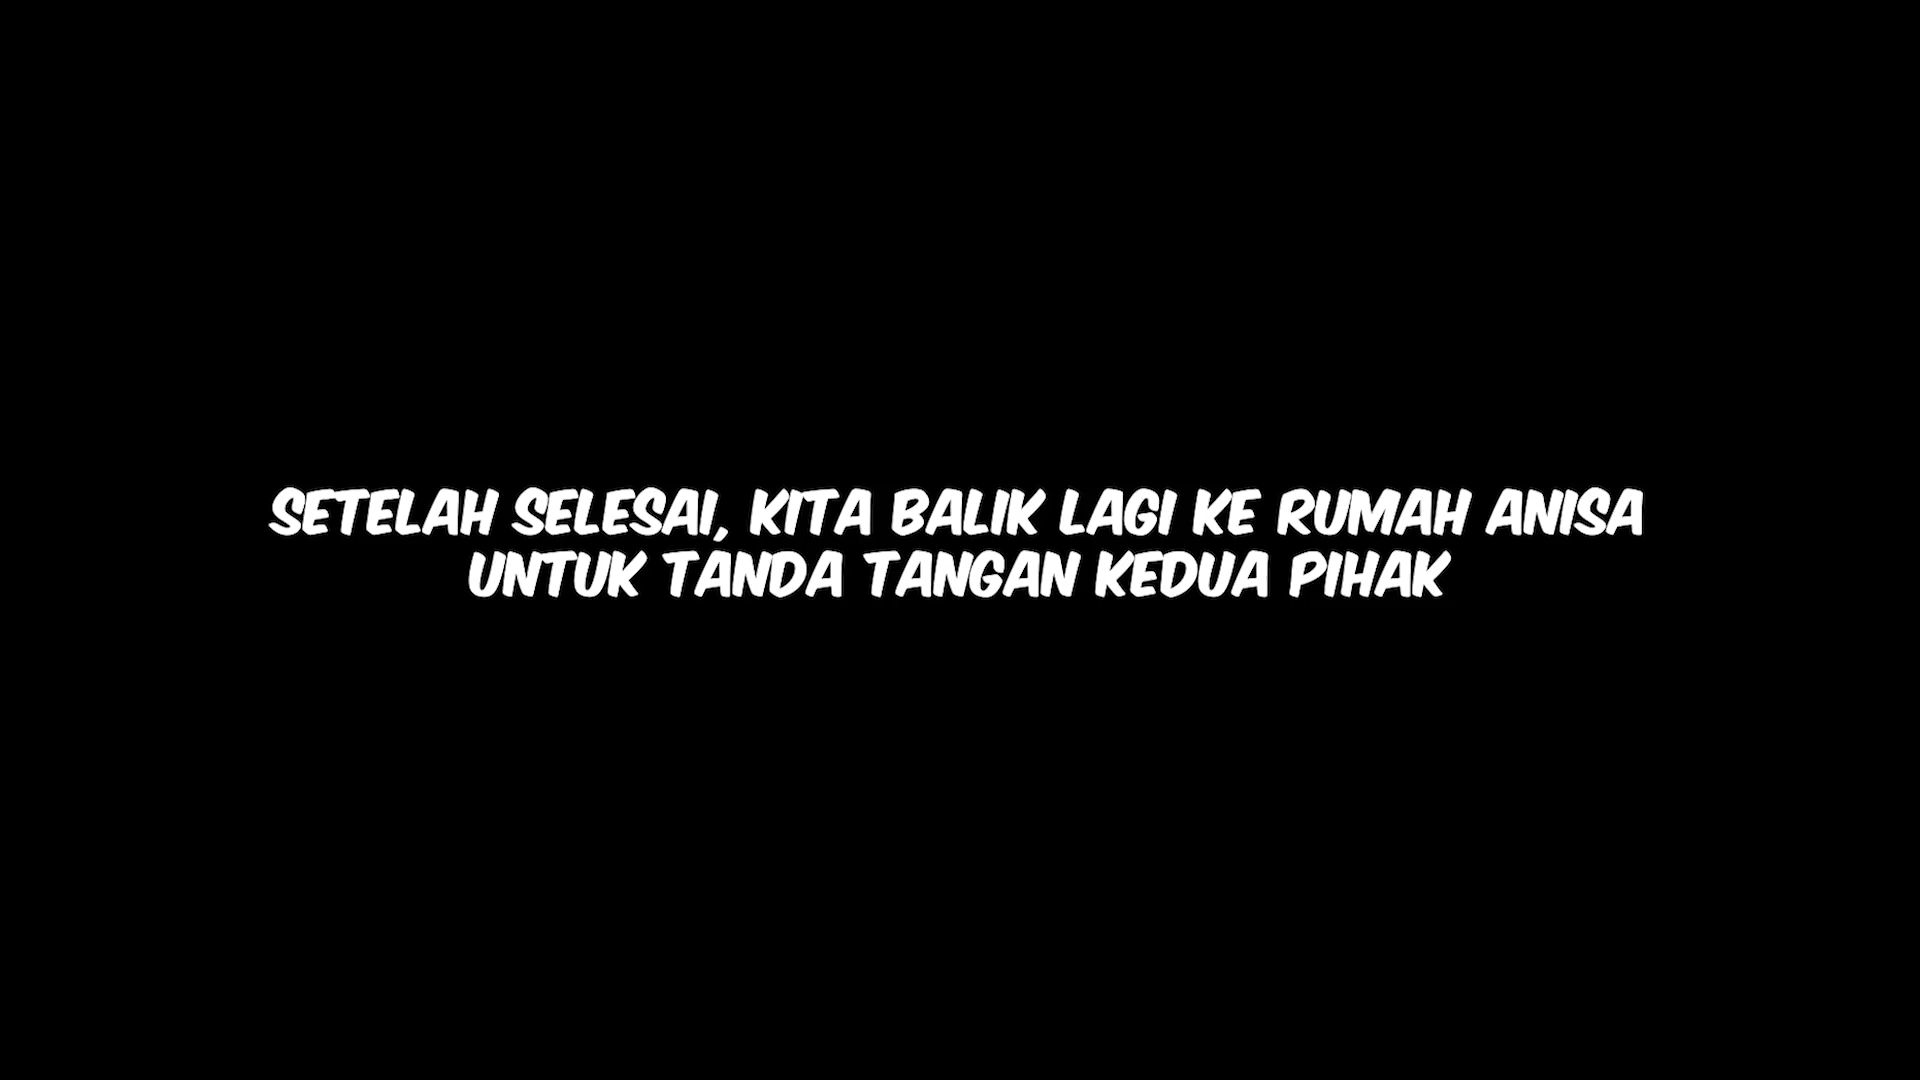 SETELAH SELESAI, KITA BALIK LAGI KE RUMAH ANISA
UNTUK TANDA TANGAN KEDUA PIHAK